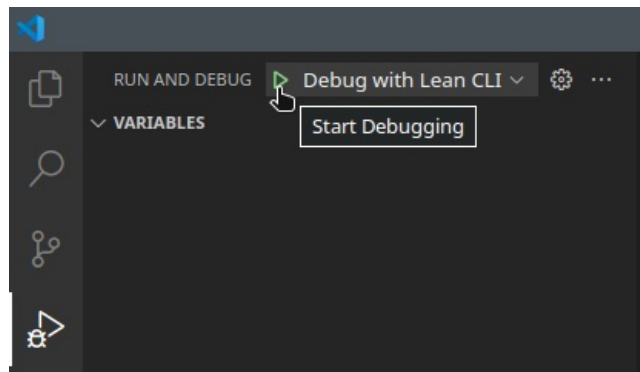 RUN AND DEBUG Debug with Lean CLI ...
VARIABLES
Start Debugging